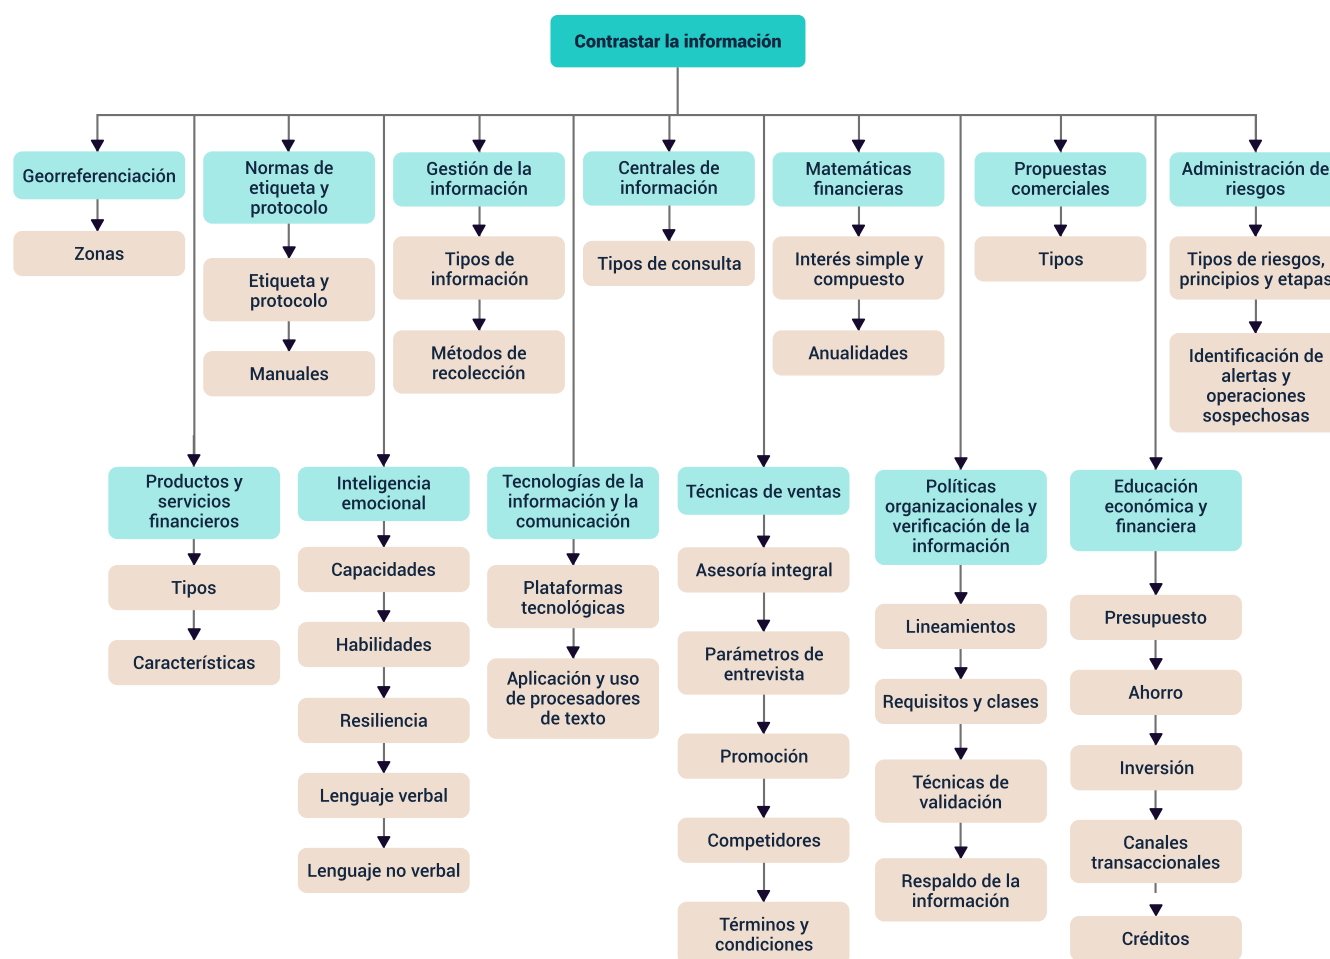 Contrastar la información
Georreferenciación
Zonas
Normas de
etiqueta y
protocolo
Etiqueta y
protocolo
Manuales
Gestión de la
información
Tipos de
información
Métodos de
recolección
Centrales de
información
Tipos de consulta
Matemáticas
financieras
Interés simple y
compuesto
Anualidades
Propuestas
comerciales
Tipos
Administración de
riesgos
Tipos de riesgos,
principios y etapas
Identificación de
alertas y
operaciones
sospechosas
Productos y
servicios
financieros
Tipos
Características
Inteligencia
emocional
Capacidades
Habilidades
Resiliencia
Lenguaje verbal
Lenguaje no verbal
Tecnologías de la
información y la
comunicación
Plataformas
tecnológicas
Aplicación y uso
de procesadores
de texto
Técnicas de ventas
Asesoría integral
Parámetros de
entrevista
Promoción
Competidores
Términos y
condiciones
Políticas
organizacionales y
verificación de la
información
Lineamientos
Requisitos y clases
Técnicas de
validación
Respaldo de la
información
Educación
económica y
financiera
Presupuesto
Ahorro
Inversión
Canales
transaccionales
Créditos